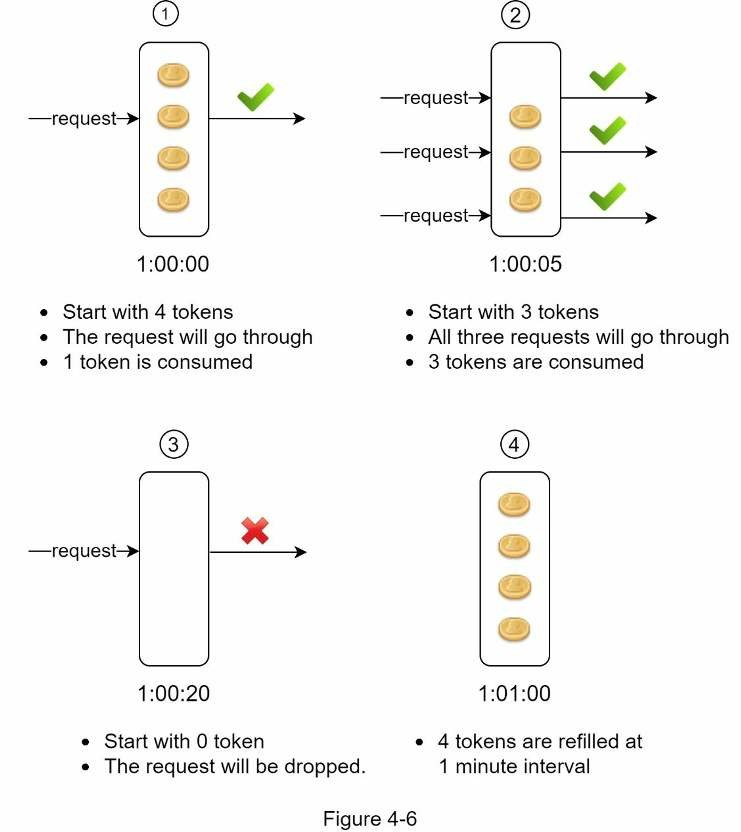 1
request
1:00:00
• Start with 4 tokens
• The request will go through
• 1 token is consumed
2
request
request
request
1:00:05
• Start with 3 tokens
• All three requests will go through
• 3 tokens are consumed
3
request
1:00:20
• Start with 0 token
• The request will be dropped.
4
1:01:00
• 4 tokens are refilled at
1 minute interval
Figure 4-6